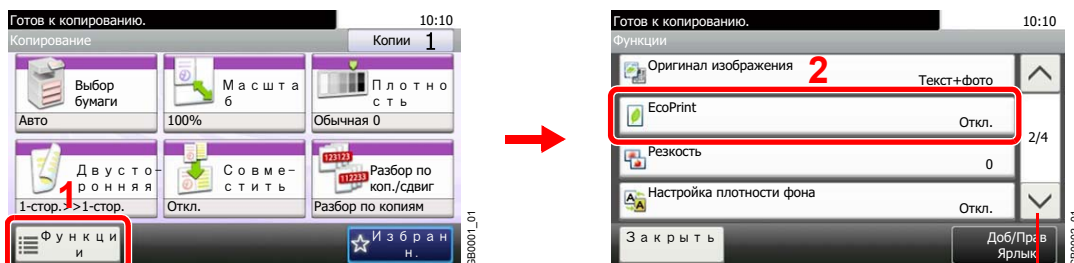 Готов к копированию.
10:10
Копирование
Копии 1
Выбор
бумаги
Авто
Масшта
б
100%
Плотно
сть
Обычная 0
Двусто-
ронняя
1-стор.>>1-стор.
Совме-
стить
Откл.
123123
112233
Разбор по
коп./сдвиг
Разбор по копиям
1
Функци
и
Избран
н.
GB0001_01
Готов к копированию.
10:10
Функции
Оригинал изображения
2
Текст+фото
EcoPrint
Откл.
2/4
Резкость
0
Настройка плотности фона
Откл.
Закрыть
Доб/Прав
Ярлык